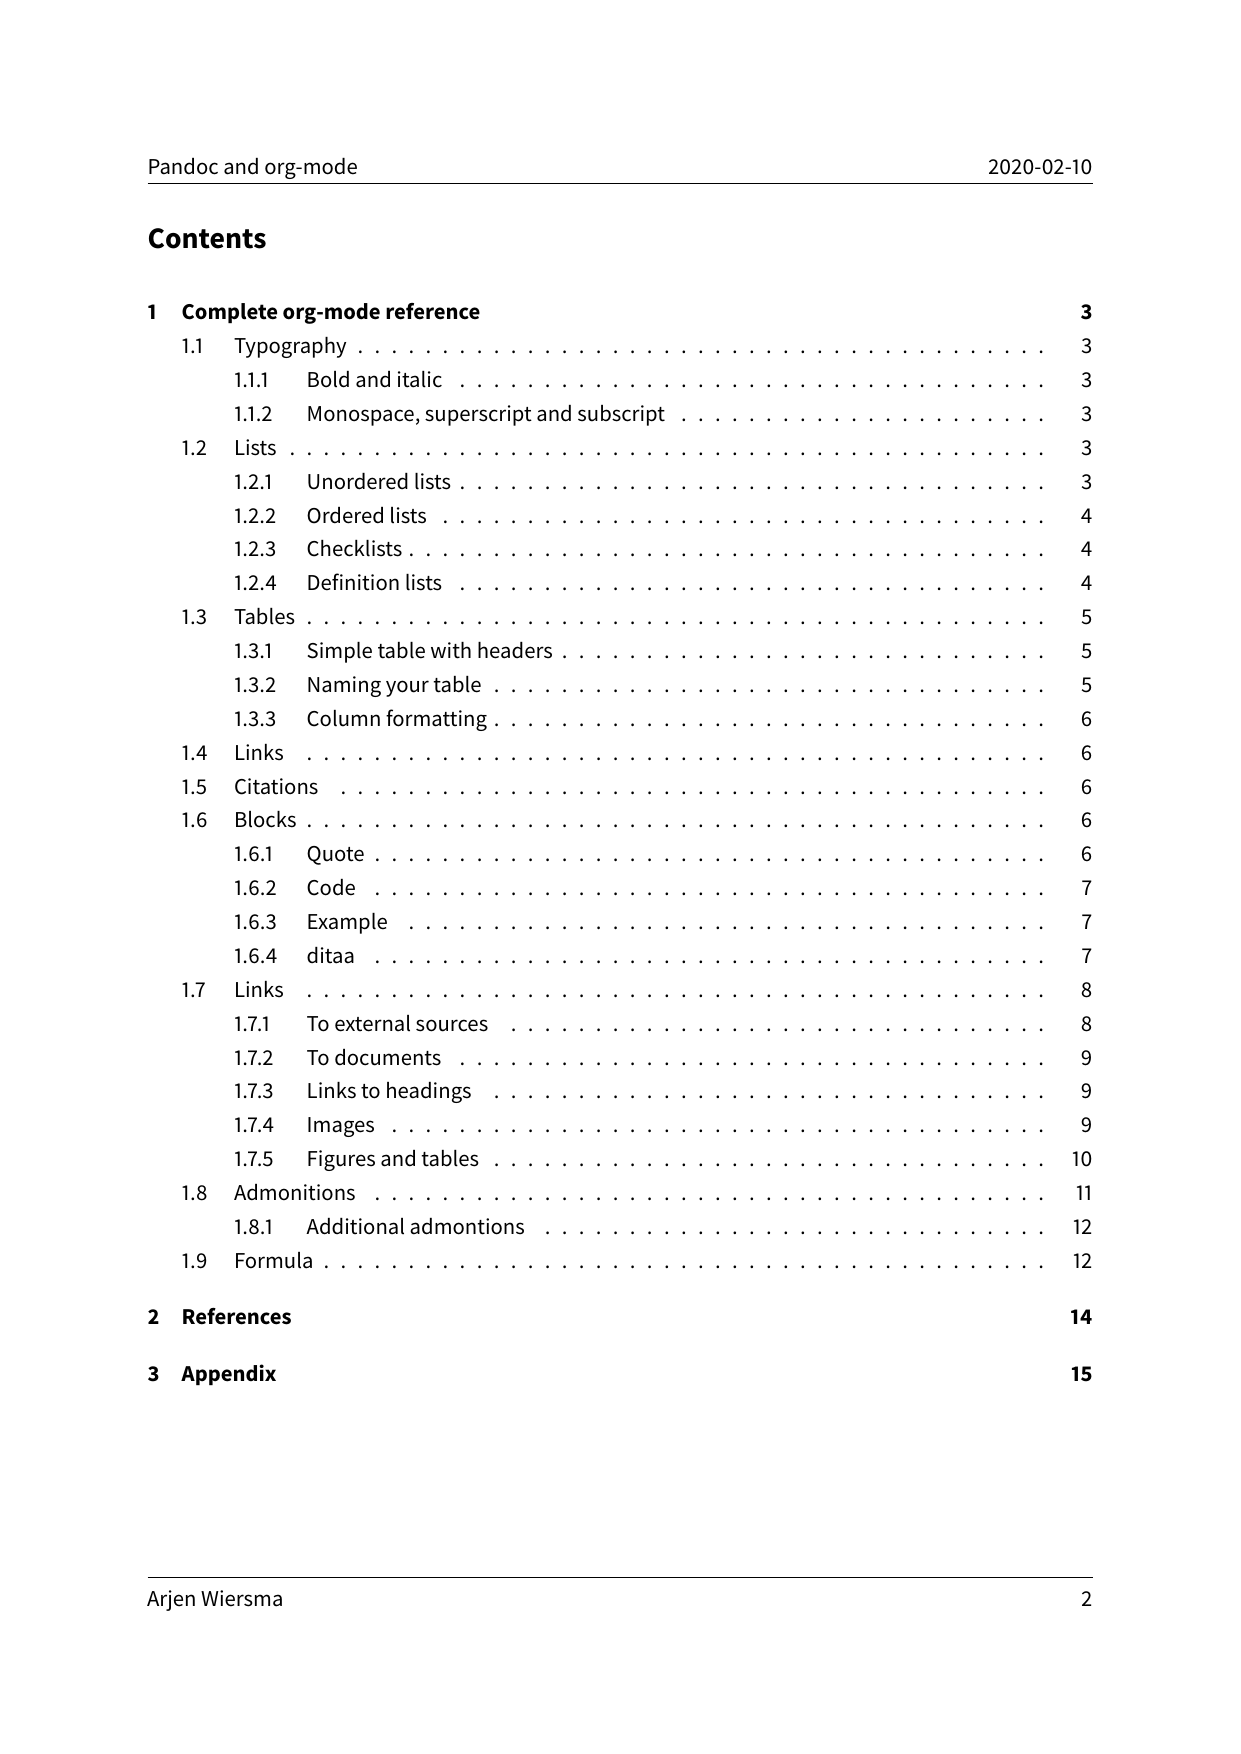 Pandoc and org-mode 2020-02-10
Contents
1 Complete org-mode reference 3
1.1 Typography . . . . . . . . . . . . . . . . . . . . . . . . . . . . . . . . . . . . . . . . . 3
1.1.1 Bold and italic . . . . . . . . . . . . . . . . . . . . . . . . . . . . . . . . . . . 3
1.1.2 Monospace, superscript and subscript . . . . . . . . . . . . . . . . . . . . . . 3
1.2 Lists . . . . . . . . . . . . . . . . . . . . . . . . . . . . . . . . . . . . . . . . . . . . . 3
1.2.1 Unordered lists . . . . . . . . . . . . . . . . . . . . . . . . . . . . . . . . . . . 3
1.2.2 Ordered lists . . . . . . . . . . . . . . . . . . . . . . . . . . . . . . . . . . . . 4
1.2.3 Checklists . . . . . . . . . . . . . . . . . . . . . . . . . . . . . . . . . . . . . . 4
1.2.4 Definition lists . . . . . . . . . . . . . . . . . . . . . . . . . . . . . . . . . . . 4
1.3 Tables . . . . . . . . . . . . . . . . . . . . . . . . . . . . . . . . . . . . . . . . . . . . 5
1.3.1 Simple table with headers . . . . . . . . . . . . . . . . . . . . . . . . . . . . . 5
1.3.2 Naming your table . . . . . . . . . . . . . . . . . . . . . . . . . . . . . . . . . 5
1.3.3 Column formatting . . . . . . . . . . . . . . . . . . . . . . . . . . . . . . . . . 6
1.4 Links . . . . . . . . . . . . . . . . . . . . . . . . . . . . . . . . . . . . . . . . . . . . 6
1.5 Citations . . . . . . . . . . . . . . . . . . . . . . . . . . . . . . . . . . . . . . . . . . 6
1.6 Blocks . . . . . . . . . . . . . . . . . . . . . . . . . . . . . . . . . . . . . . . . . . . . 6
1.6.1 Quote . . . . . . . . . . . . . . . . . . . . . . . . . . . . . . . . . . . . . . . . 6
1.6.2 Code . . . . . . . . . . . . . . . . . . . . . . . . . . . . . . . . . . . . . . . . 7
1.6.3 Example . . . . . . . . . . . . . . . . . . . . . . . . . . . . . . . . . . . . . . 7
1.6.4 ditaa . . . . . . . . . . . . . . . . . . . . . . . . . . . . . . . . . . . . . . . . 7
1.7 Links . . . . . . . . . . . . . . . . . . . . . . . . . . . . . . . . . . . . . . . . . . . . 8
1.7.1 To external sources . . . . . . . . . . . . . . . . . . . . . . . . . . . . . . . . 8
1.7.2 To documents . . . . . . . . . . . . . . . . . . . . . . . . . . . . . . . . . . . 9
1.7.3 Links to headings . . . . . . . . . . . . . . . . . . . . . . . . . . . . . . . . . 9
1.7.4 Images . . . . . . . . . . . . . . . . . . . . . . . . . . . . . . . . . . . . . . . 9
1.7.5 Figures and tables . . . . . . . . . . . . . . . . . . . . . . . . . . . . . . . . . 10
1.8 Admonitions . . . . . . . . . . . . . . . . . . . . . . . . . . . . . . . . . . . . . . . . 11
1.8.1 Additional admontions . . . . . . . . . . . . . . . . . . . . . . . . . . . . . . 12
1.9 Formula . . . . . . . . . . . . . . . . . . . . . . . . . . . . . . . . . . . . . . . . . . . 12
2 References 14
3 Appendix 15
Arjen Wiersma 2